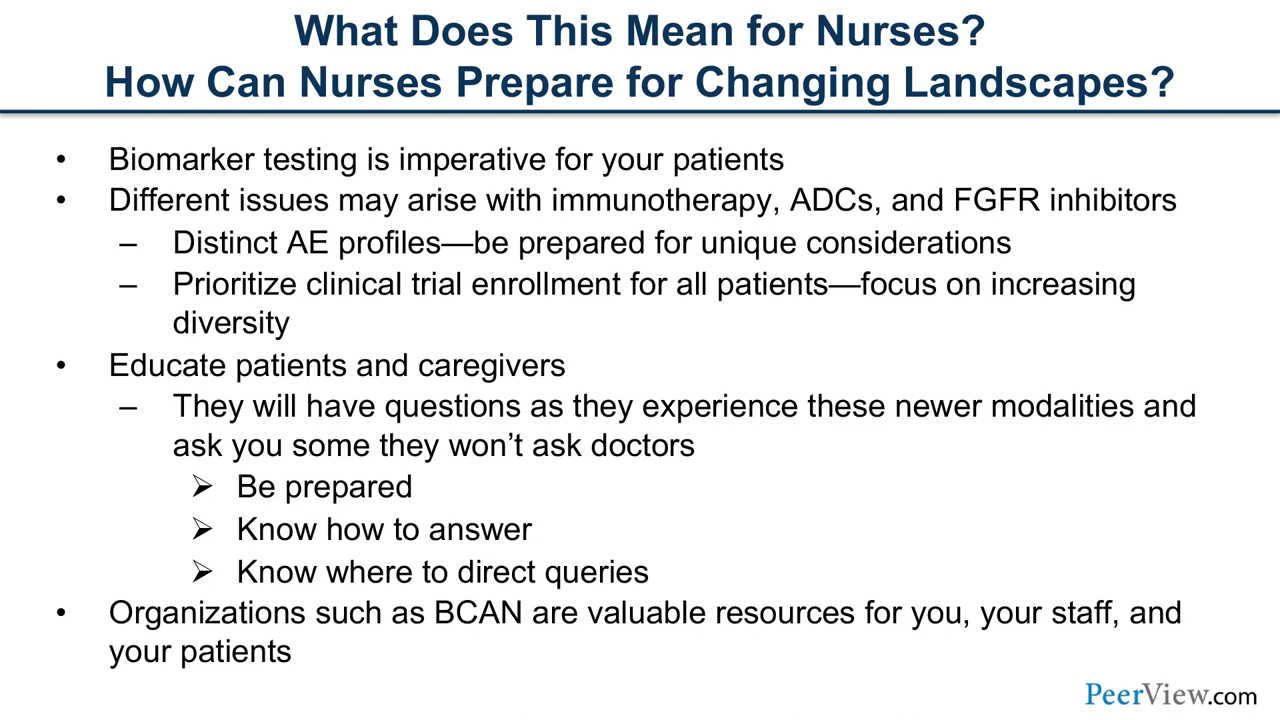 What Does This Mean for Nurses?
How Can Nurses Prepare for Changing Landscapes?
• Biomarker testing is imperative for your patients
• Different issues may arise with immunotherapy, ADCs, and FGFR inhibitors
– Distinct AE profiles—be prepared for unique considerations
– Prioritize clinical trial enrollment for all patients—focus on increasing
diversity
• Educate patients and caregivers
– They will have questions as they experience these newer modalities and
ask you some they won’t ask doctors
➢ Be prepared
➢ Know how to answer
➢ Know where to direct queries
• Organizations such as BCAN are valuable resources for you, your staff, and
your patients
PeerView.com